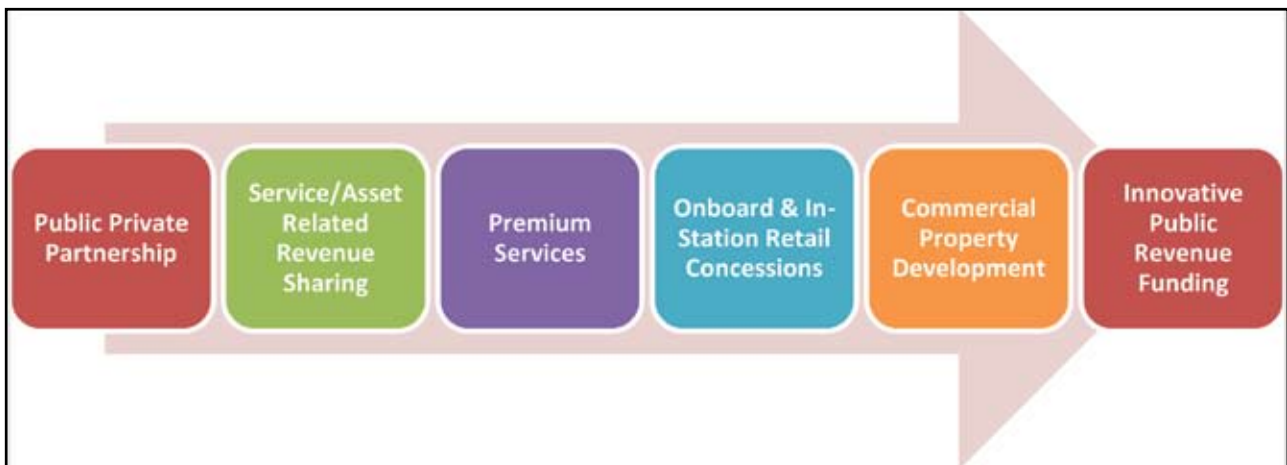 Public Private
Partnership
Service/Asset
Related
Revenue
Sharing
Premium
Services
Onboard & In-
Station Retail
Concessions
Commercial
Property
Development
Innovative
Public
Revenue
Funding